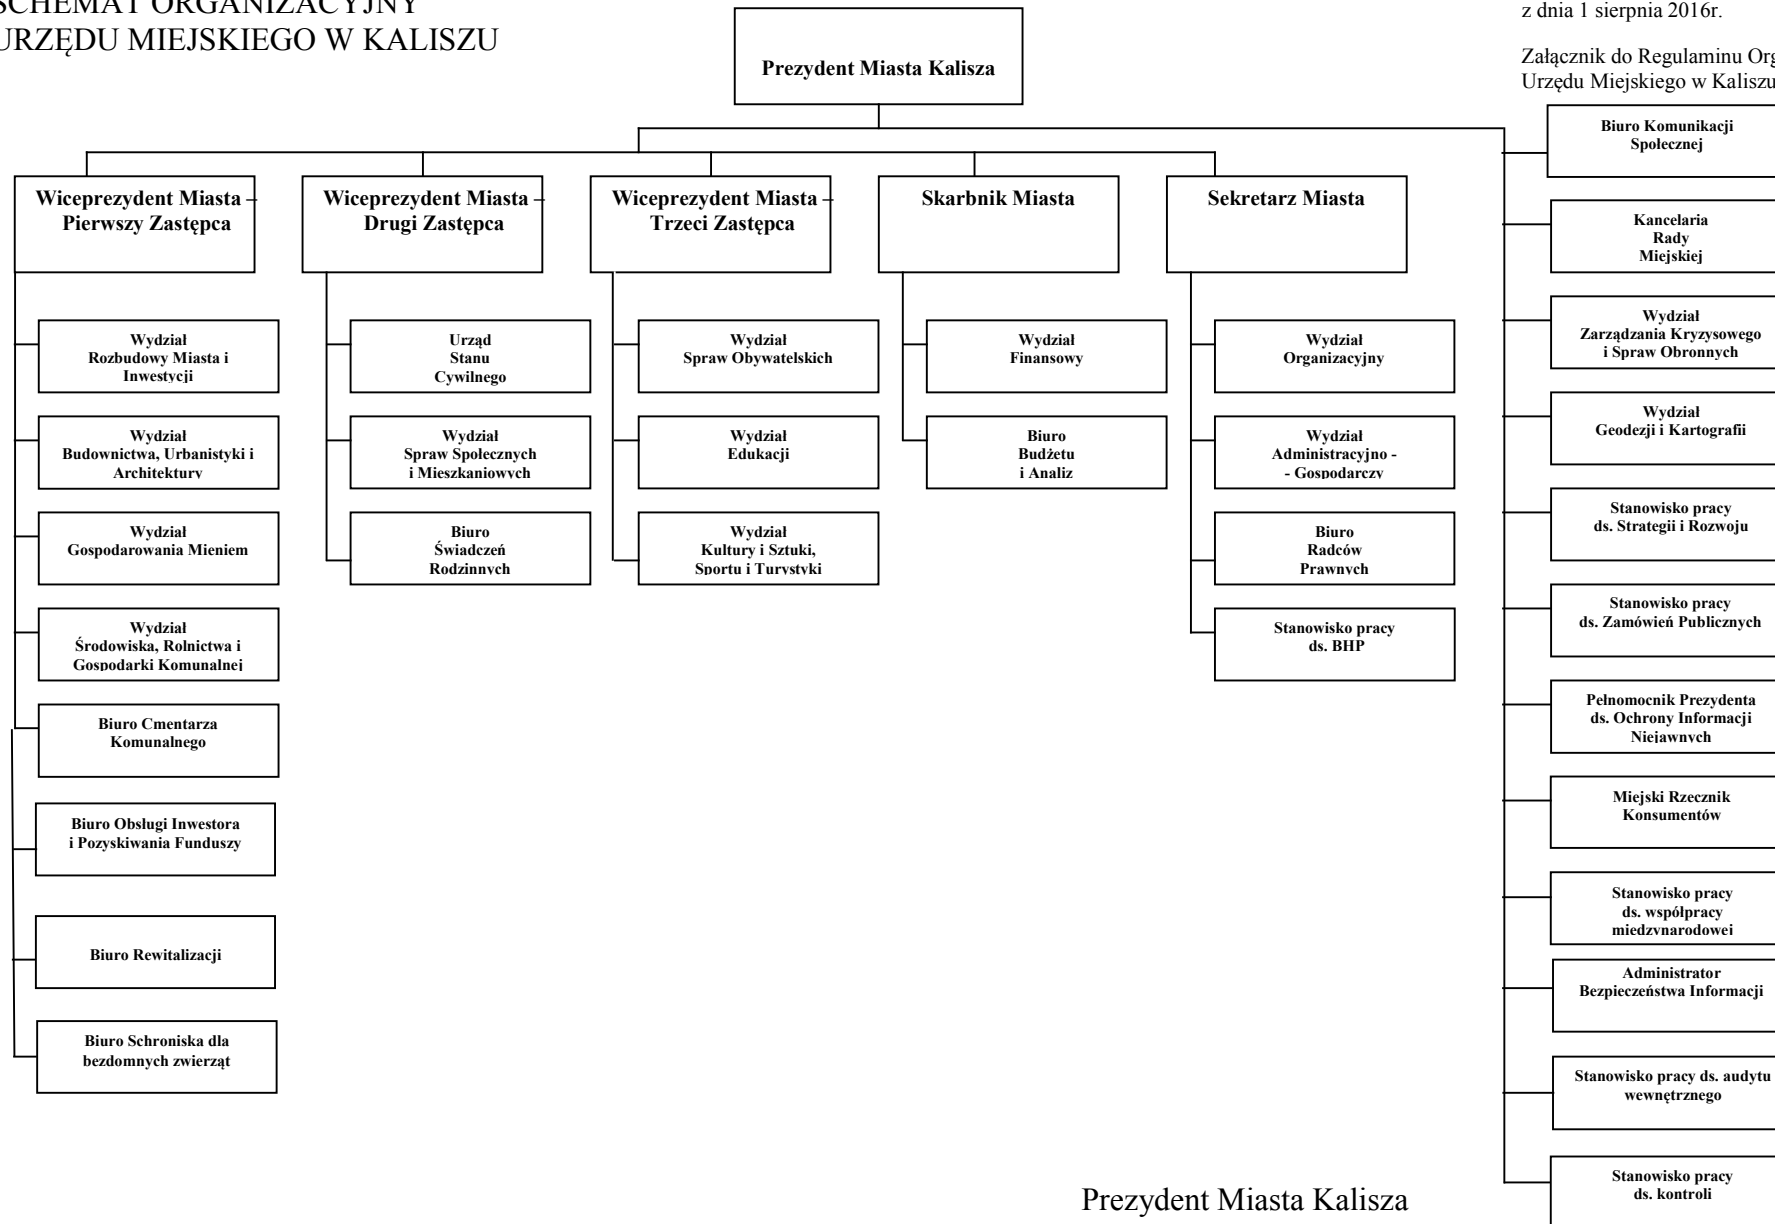 SCHEMAT ORGANIZACYJNY
URZĘDU MIEJSKIEGO W KALISZU
z dnia 1 sierpnia 2016r.
Załącznik do Regulaminu
Urzędu Miejskiego w Kaliszu
Prezydent Miasta Kalisza
Wiceprezydent Miasta –
Pierwszy Zastępca
Wydział
Rozbudowy Miasta i
Inwestycji
Wydział
Budownictwa, Urbanistyki i
Architektury
Wydział
Gospodarowania Mieniem
Wydział
Środowiska, Rolnictwa i
Gospodarki Komunalnej
Biuro Cmentarza
Komunalnego
Biuro Obsługi Inwestora
i Pozyskiwania Funduszy
Biuro Rewitalizacji
Biuro Schroniska dla
bezdomnych zwierząt
Wiceprezydent Miasta –
Drugi Zastępca
Urząd
Stanu
Cywilnego
Wydział
Spraw Społecznych
i Mieszkaniowych
Biuro
Świadczeń
Rodzinnych
Wiceprezydent Miasta –
Trzeci Zastępca
Wydział
Spraw Obywatelskich
Wydział
Edukacji
Wydział
Kultury i Sztuki,
Sportu i Turystyki
Skarbnik Miasta
Wydział
Finansowy
Biuro
Budżetu
i Analiz
Sekretarz Miasta
Wydział
Organizacyjny
Wydział
Administracyjno -
- Gospodarczy
Biuro
Radców
Prawnych
Stanowisko pracy
ds. BHP
Biuro Komunikacji
Społecznej
Kancelaria
Rady
Miejskiej
Wydział
Zarządzania Kryzysowego
i Spraw Obronnych
Wydział
Geodezji i Kartografii
Stanowisko pracy
ds. Strategii i Rozwoju
Stanowisko pracy
ds. Zamówień Publicznych
Pełnomocnik Prezydenta
ds. Ochrony Informacji
Niejawnych
Miejski Rzecznik
Konsumentów
Stanowisko pracy
ds. współpracy
międzynarodowej
Administrator
Bezpieczeństwa Informacji
Stanowisko pracy ds. audytu
wewnętrznego
Stanowisko pracy
ds. kontroli
Prezydent Miasta Kalisza